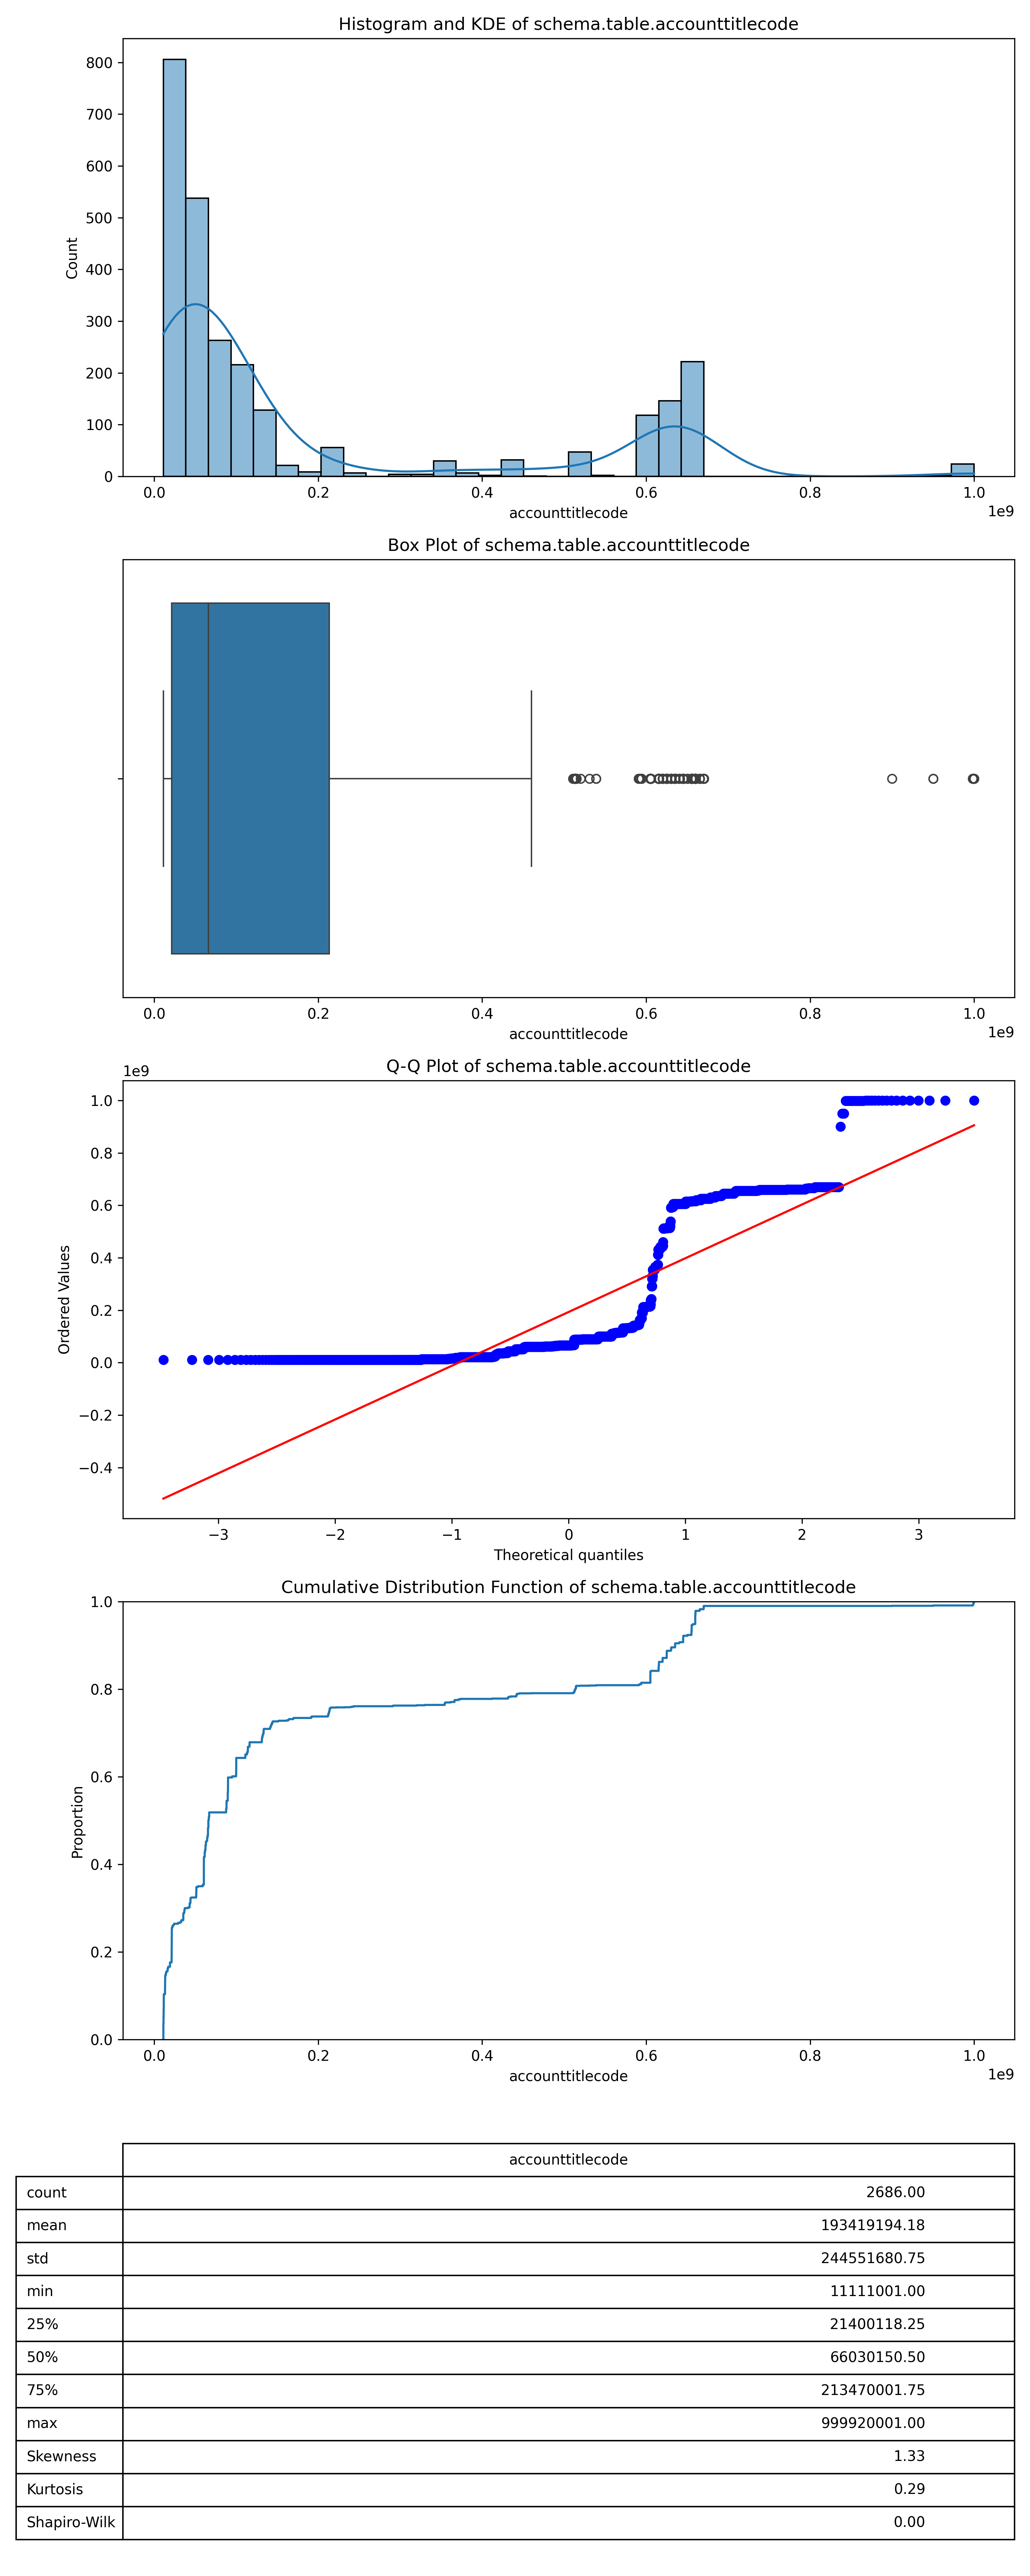 Histogram and KDE of schema.table.accounttitlecode
800
700
600
500
400
300
200
100
0
Count
0.0 0.2 0.4 0.6 0.8 1.0
1e9
accounttitlecode
Box Plot of schema.table.accounttitlecode
0.0 0.2 0.4 0.6 0.8 1.0
1e9
accounttitlecode
Q-Q Plot of schema.table.accounttitlecode
1e9
1.0
0.8
0.6
0.4
0.2
0.0
−0.2
−0.4
Ordered Values
−3 −2 −1 0 1 2 3
Theoretical quantiles
Cumulative Distribution Function of schema.table.accounttitlecode
1.0
0.8
0.6
0.4
0.2
0.0
Proportion
0.0 0.2 0.4 0.6 0.8 1.0
1e9
accounttitlecode
accounttitlecode
count 2686.00
mean 193419194.18
std 244551680.75
min 11111001.00
25% 21400118.25
50% 66030150.50
75% 213470001.75
max 999920001.00
Skewness 1.33
Kurtosis 0.29
Shapiro-Wilk 0.00